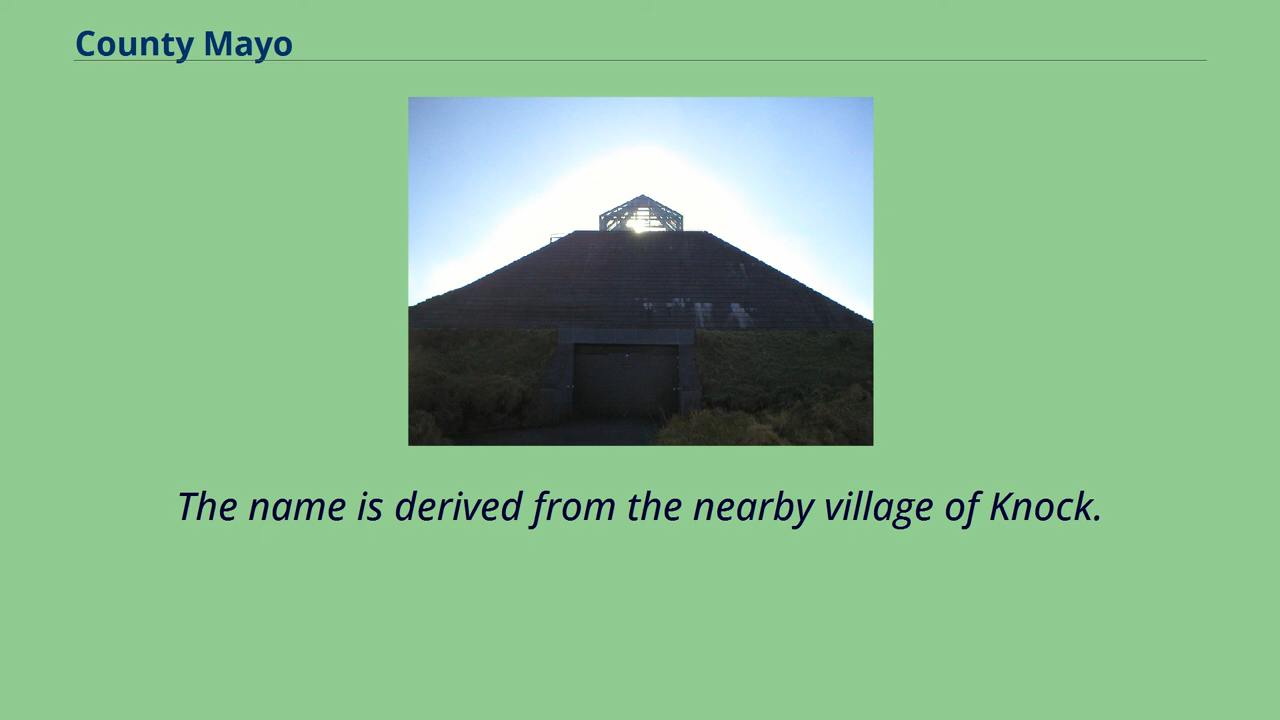 County Mayo
The name is derived from the nearby village of Knock.